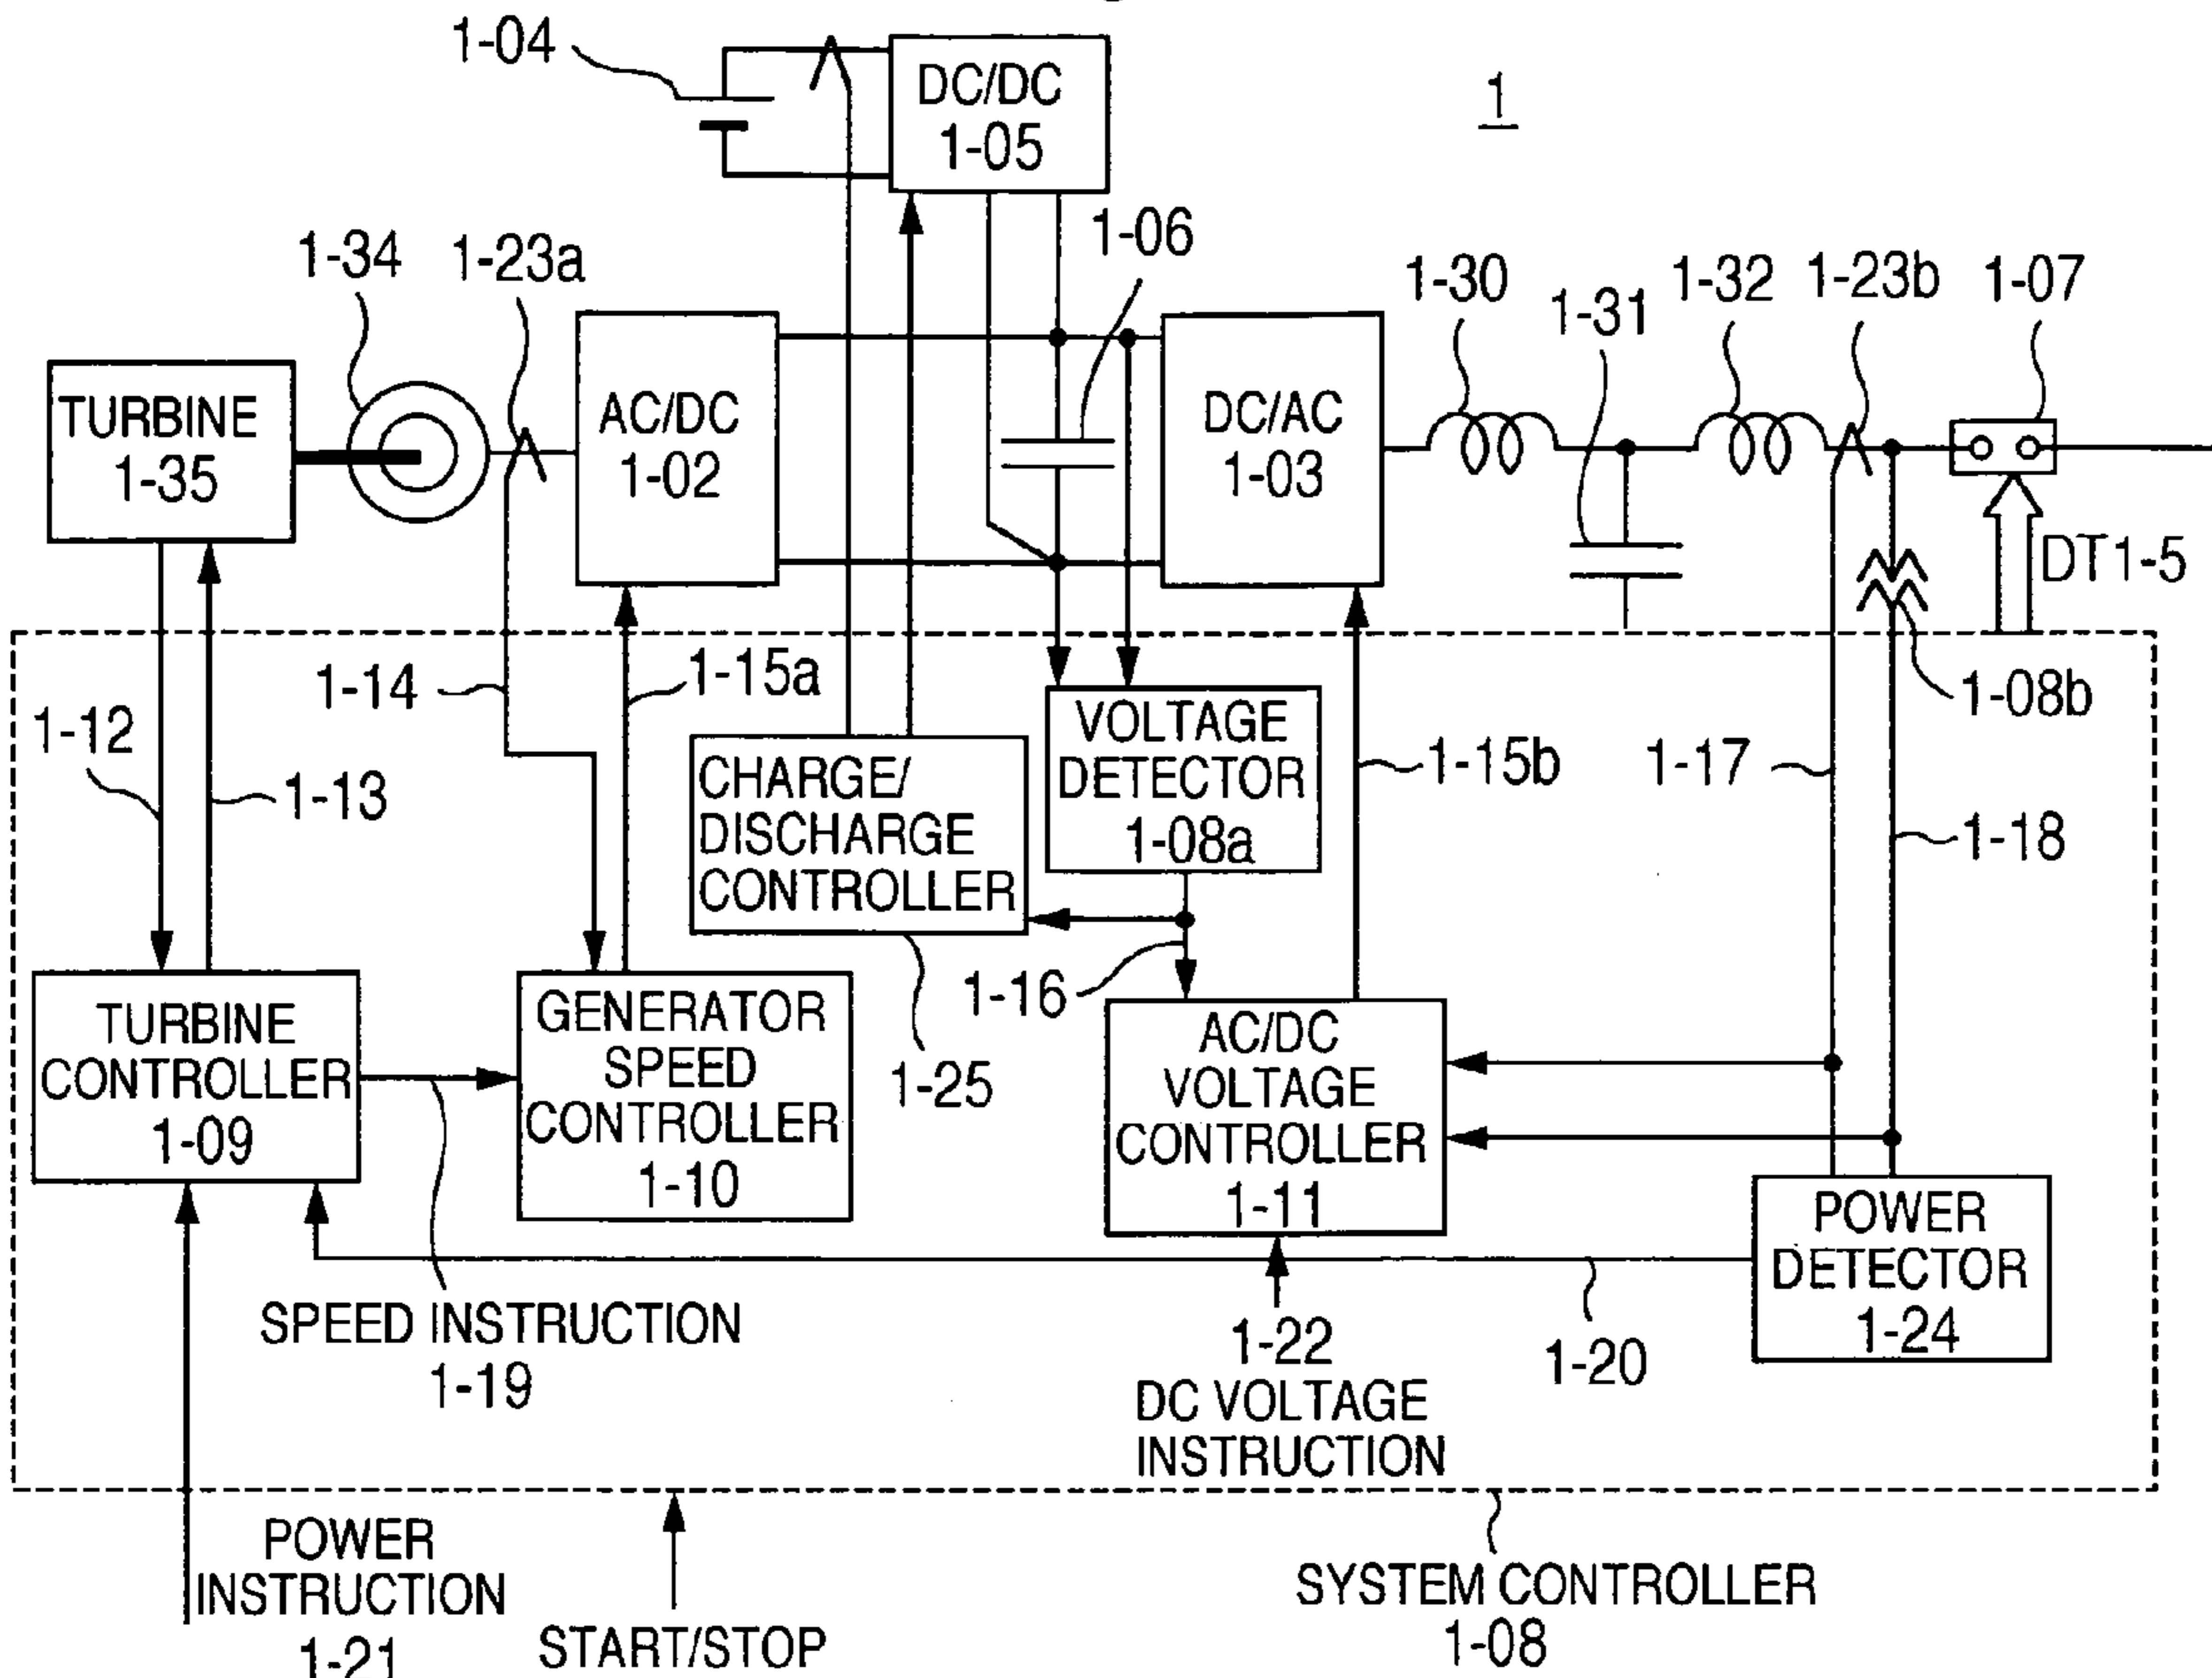 1-04
DC/DC
1-05
1
1-06
1-34
1-23a
1-30
1-31
1-32
1-23b
1-07
TURBINE
1-35
AC/DC
1-02
DC/AC
1-03
DT1-5
1-14
1-15a
1-08b
1-12
1-13
CHARGE/
DISCHARGE
CONTROLLER
VOLTAGE
DETECTOR
1-08a
1-15b
1-17
1-18
1-16
1-25
TURBINE
CONTROLLER
1-09
GENERATOR
SPEED
CONTROLLER
1-10
AC/DC
VOLTAGE
CONTROLLER
1-11
POWER
DETECTOR
1-24
SPEED INSTRUCTION
1-19
1-22
DC VOLTAGE
INSTRUCTION
1-20
POWER
INSTRUCTION
1-21
START/STOP
SYSTEM CONTROLLER
1-08